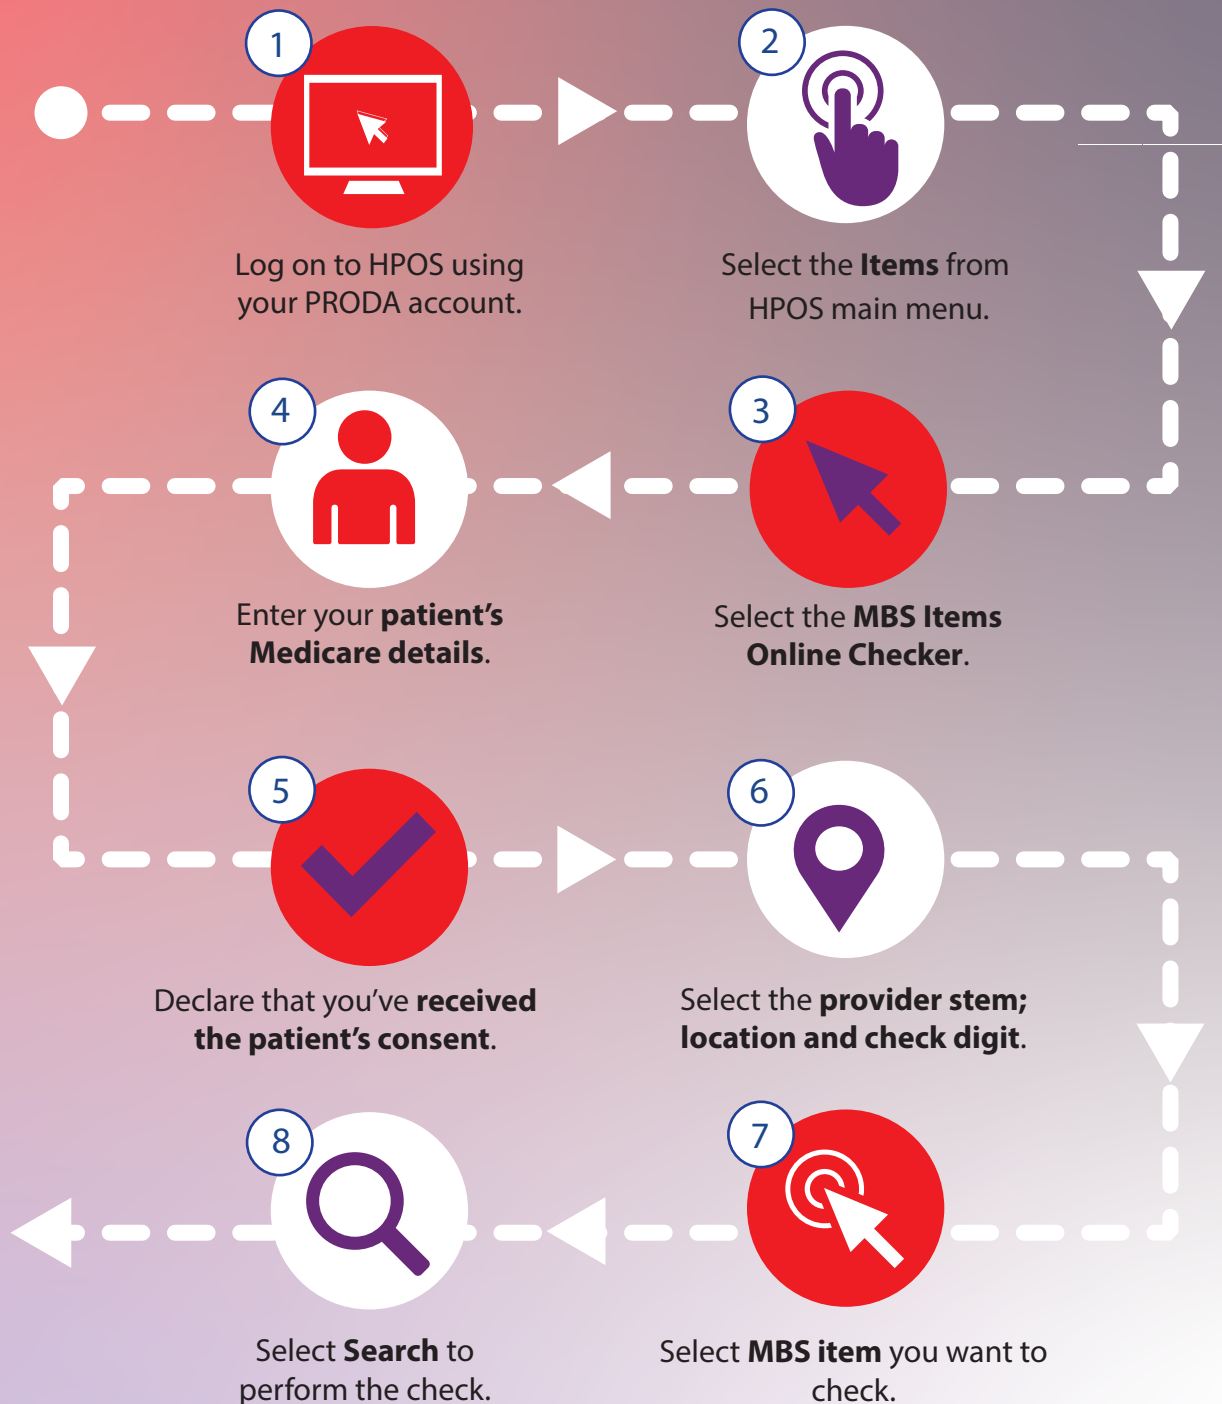 1
Log on to HPOS using
your PRODA account.
2
Select the Items from
HPOS main menu.
3
Select the MBS Items
Online Checker.
4
Enter your patient's
Medicare details.
5
Declare that you've received
the patient's consent.
6
Select the provider stem;
location and check digit.
7
Select MBS item you want to
check.
8
Select Search to
perform the check.